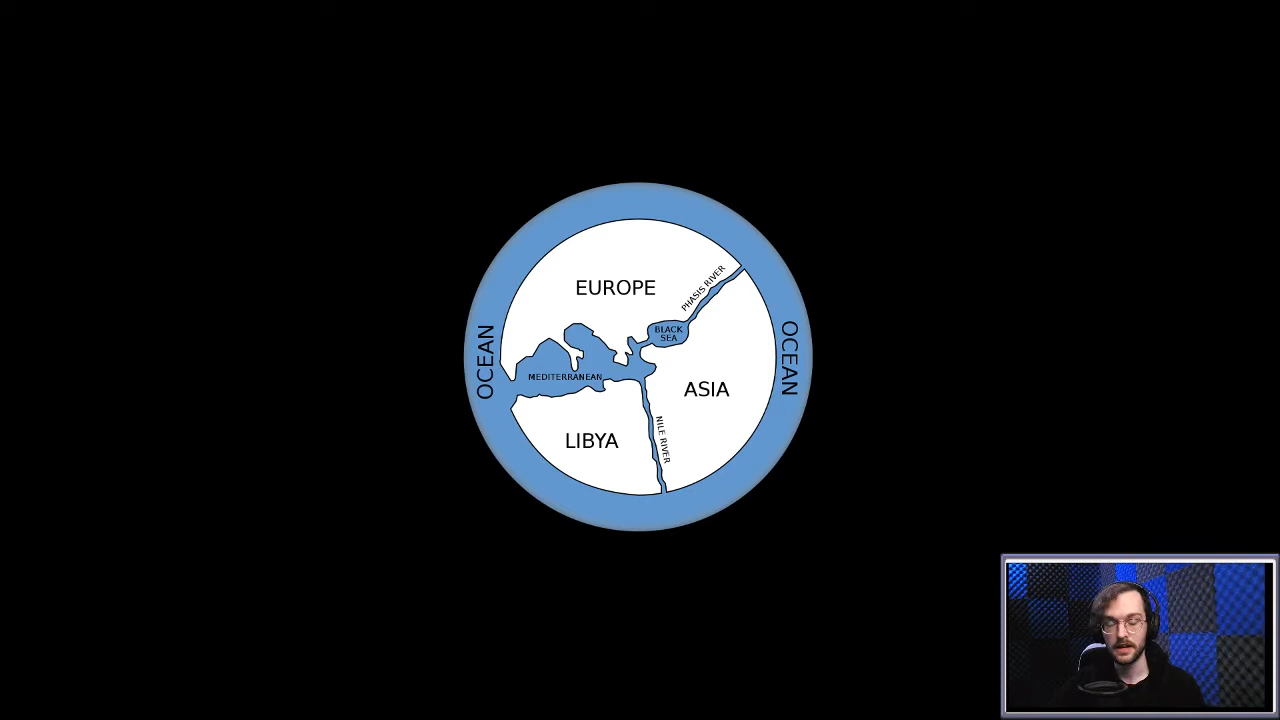 EUROPE
PHASIS RIVER
BLACK
SEA
OCEAN
OCEAN
MEDITERRANEAN
ASIA
LIBYA
NILE RIVER